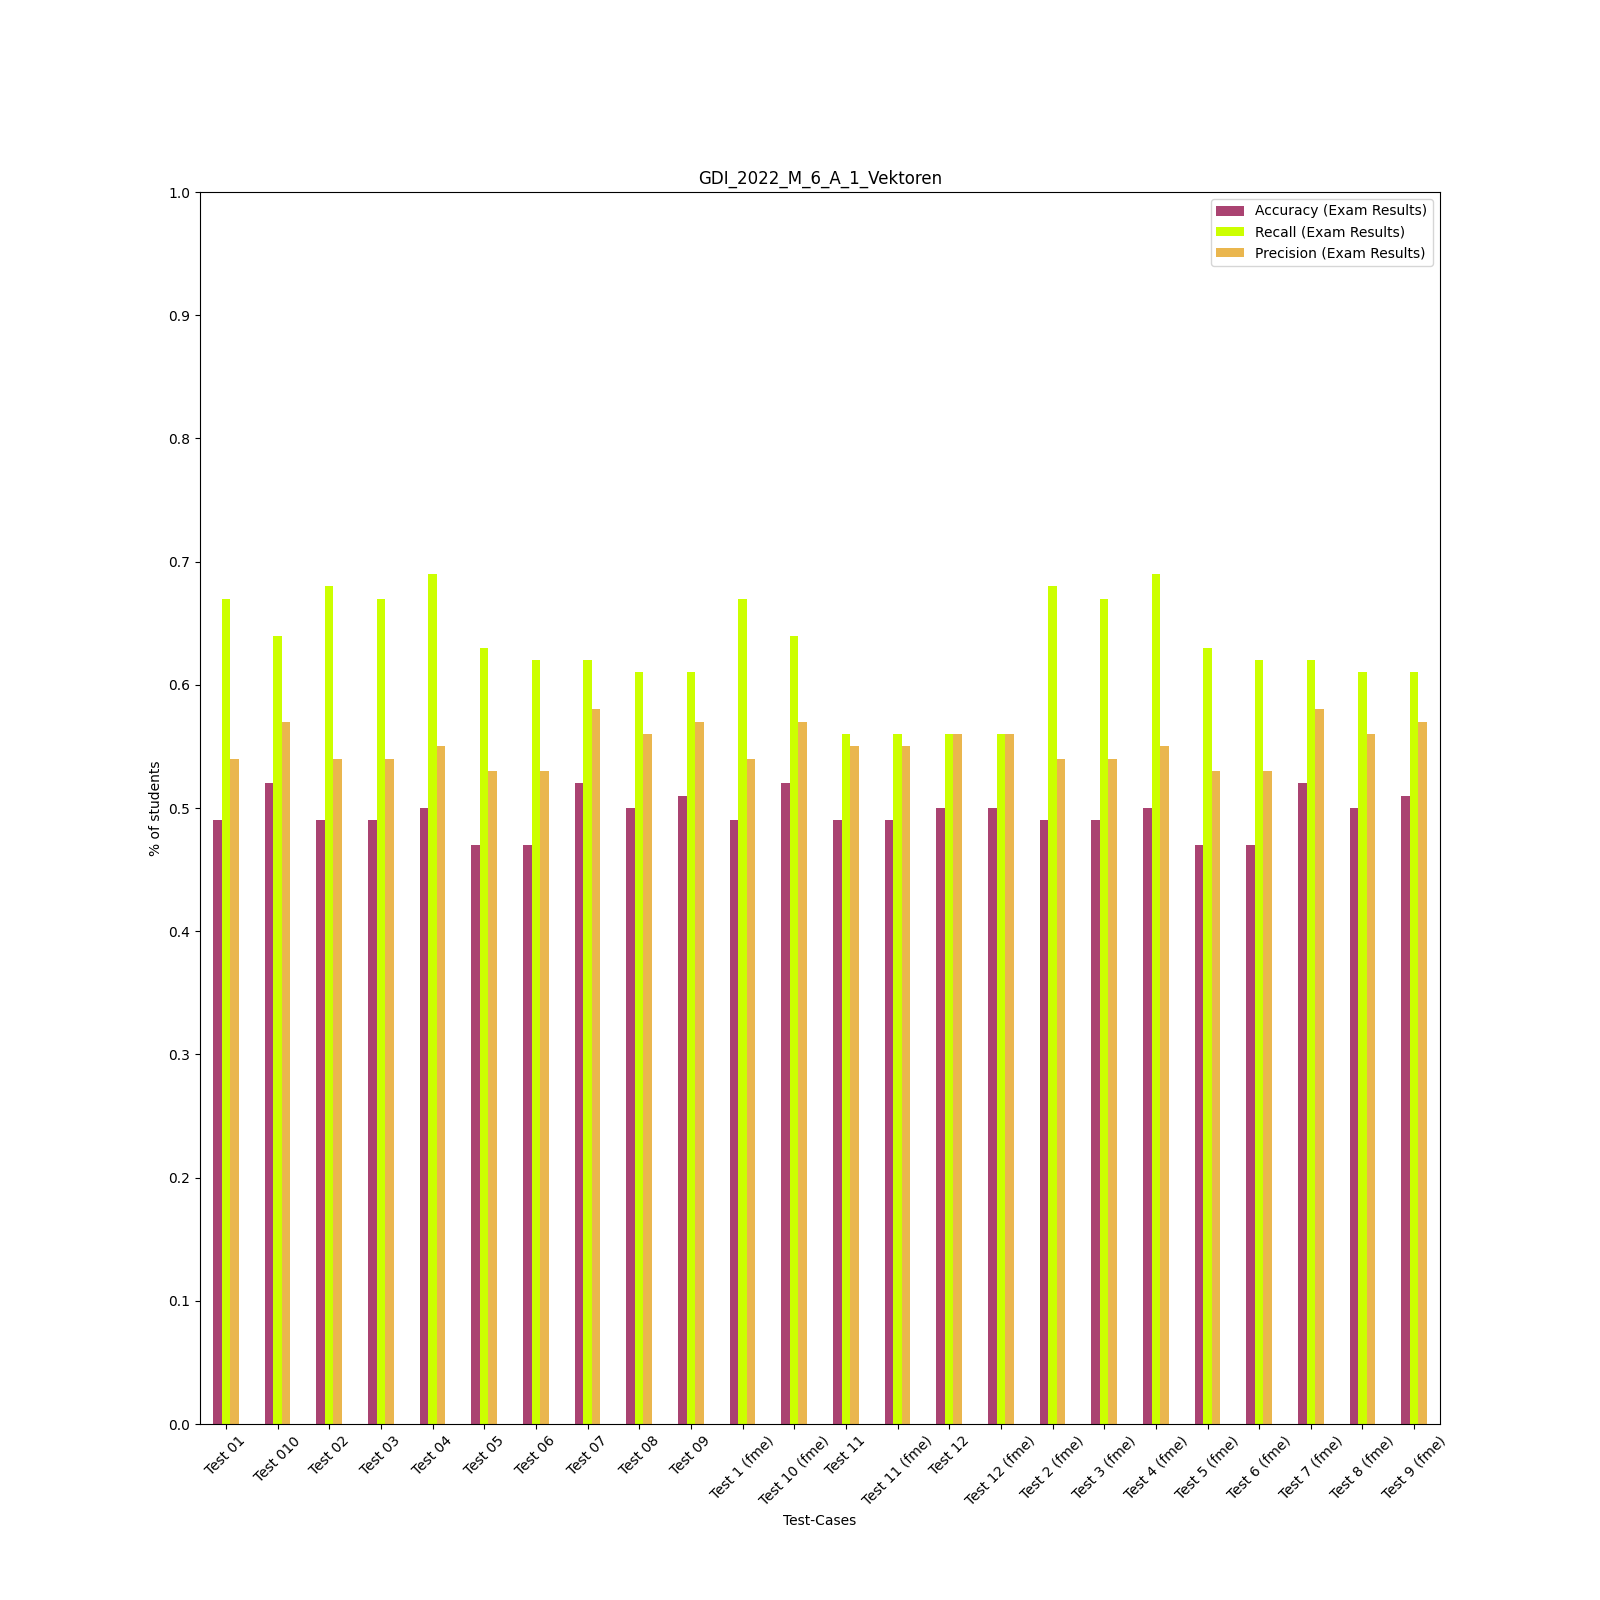 GDI_2022_M_6_A_1_Vektoren
Accuracy (Exam Results)
Recall (Exam Results)
Precision (Exam Results)
1.0
0.9
0.8
0.7
0.6
0.5
0.4
0.3
0.2
0.1
0.0
% of students
Test 01
Test 010
Test 02
Test 03
Test 04
Test 05
Test 06
Test 07
Test 08
Test 09
Test 1 (fme)
Test 10 (fme)
Test 11
Test 11 (fme)
Test 12
Test 12 (fme)
Test 2 (fme)
Test 3 (fme)
Test 4 (fme)
Test 5 (fme)
Test 6 (fme)
Test 7 (fme)
Test 8 (fme)
Test 9 (fme)
Test-Cases